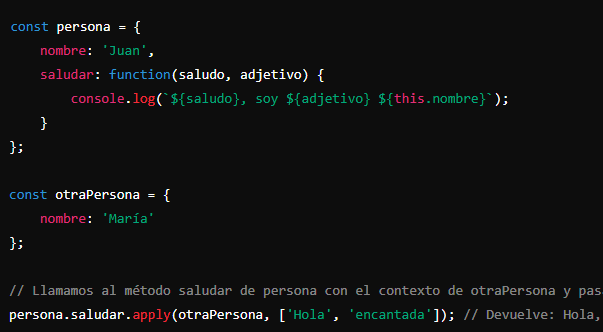 const persona = {
    nombre: 'Juan',
    saludar: function(saludo, adjetivo) {
        console.log(`${saludo}, soy ${adjetivo} ${this.nombre}`);
    }
};
const otraPersona = {
    nombre: 'María'
};
// Llamamos al método saludar de persona con el contexto de otraPersona y
persona.saludar.apply(otraPersona, ['Hola', 'encantada']); // Devuelve: Hola,